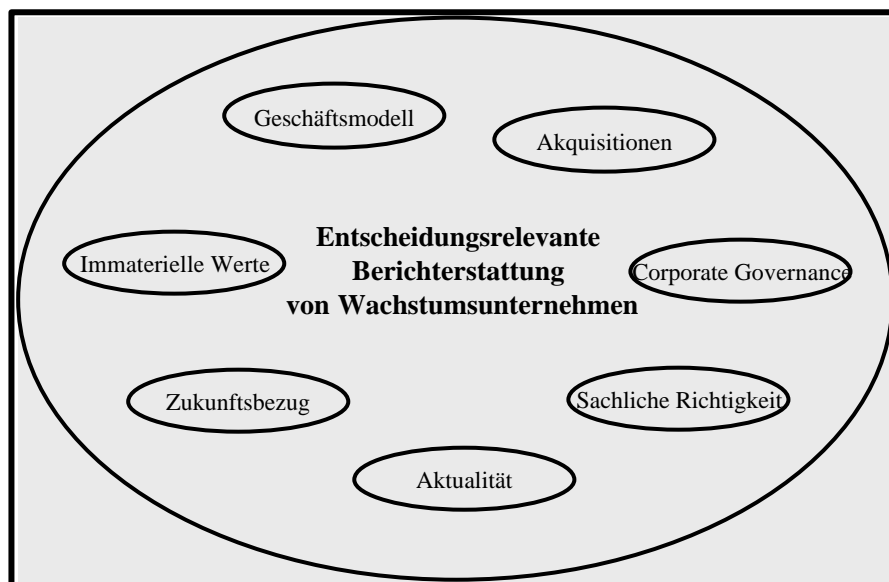 Geschäftsmodell
Akquisitionen
Entscheidungsrelevante
Berichterstattung
von Wachstumsunternehmen
Immaterielle Werte
Corporate Governance
Zukunftsbezug
Sachliche Richtigkeit
Aktualität